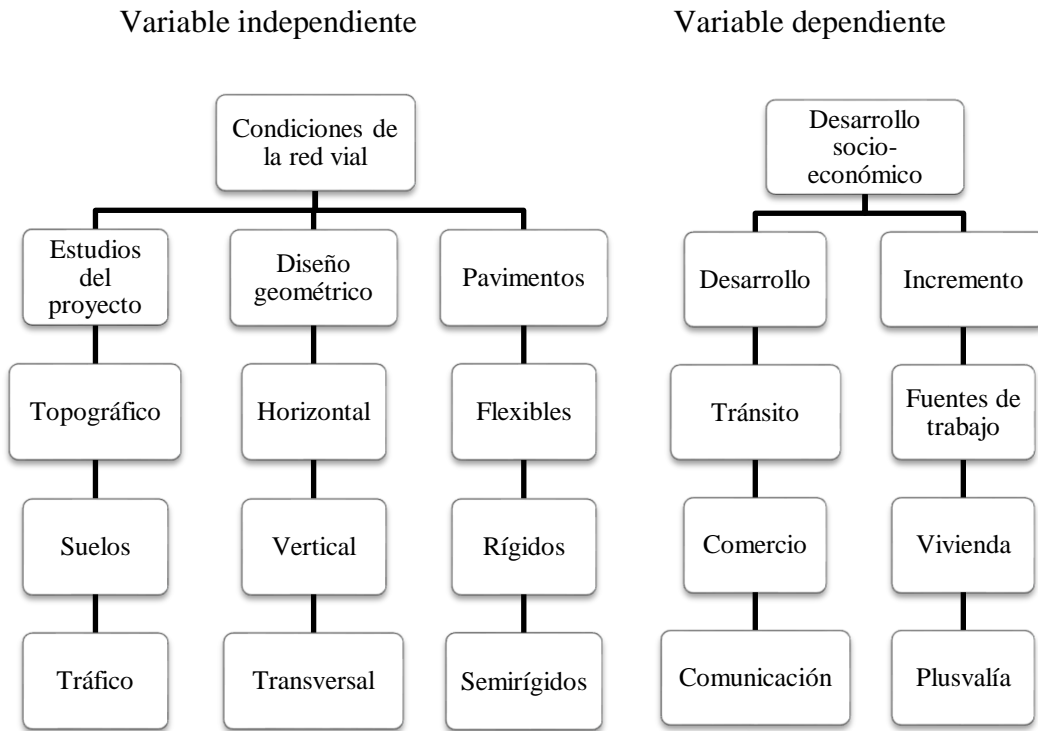 Variable independiente
Variable dependiente
Condiciones de
la red vial
Estudios
del
proyecto
Topográfico
Suelos
Tráfico
Diseño
geométrico
Horizontal
Vertical
Transversal
Pavimentos
Flexibles
Rígidos
Semirígidos
Desarrollo
socio-
económico
Desarrollo
Tránsito
Comercio
Comunicación
Incremento
Fuentes de
trabajo
Vivienda
Plusvalía